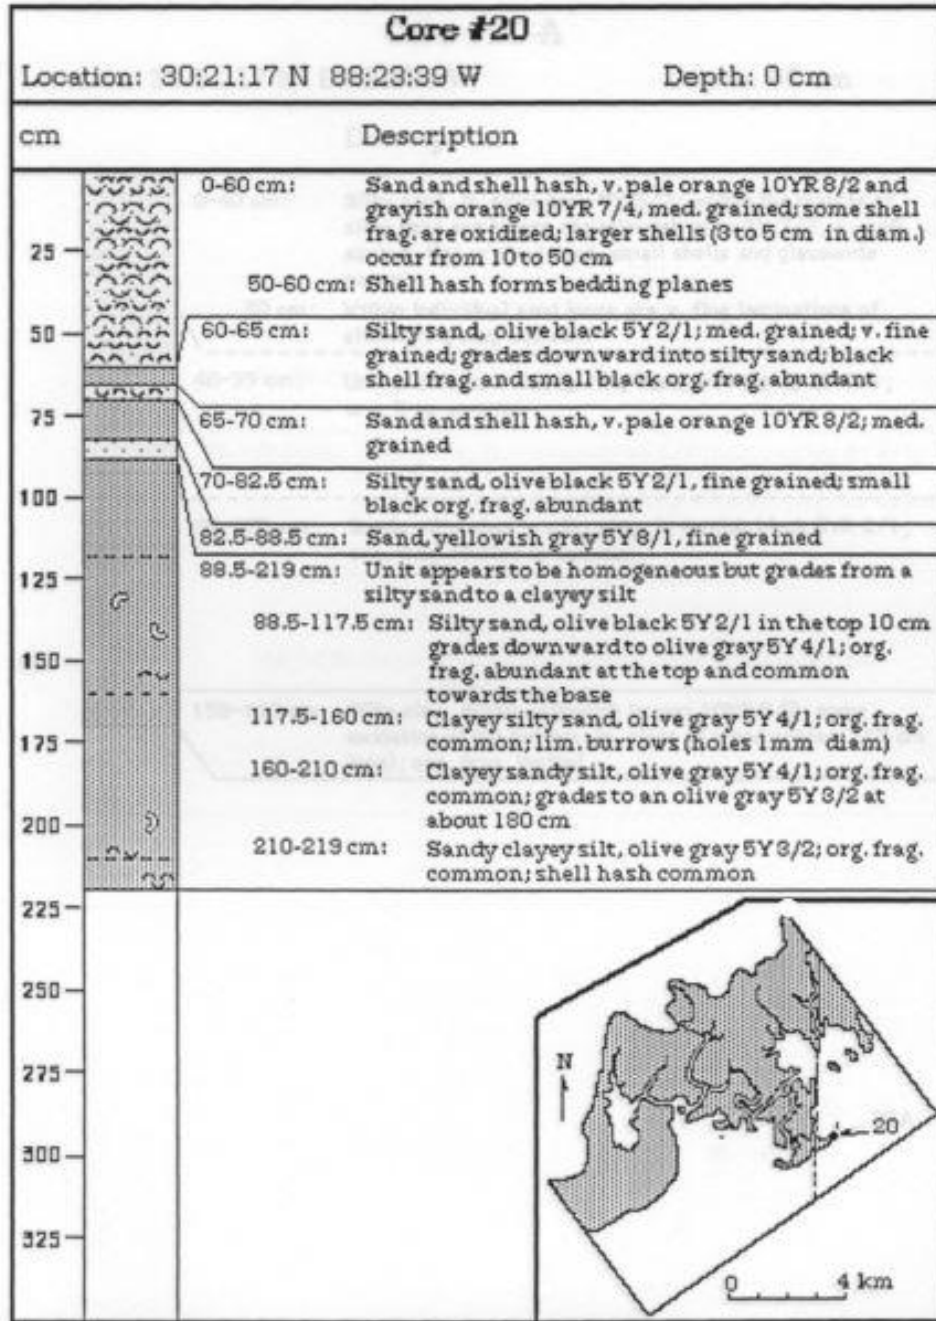 Core #20
Location: 30:21:17 N 88:23:39 W Depth: 0 cm
cm Description
0-60 cm: Sand and shell hash, v. pale orange 10YR 8/2 and
grayish orange 10YR 7/4, med. grained; some shell
frag. are oxidized; larger shells (3 to 5 cm in diam.)
occur from 10 to 50 cm
50-60 cm: Shell hash forms bedding planes
60-65 cm: Silty sand, olive black 5Y 2/1; med. grained; v. fine
grained; grades downward into silty sand; black
shell frag. and small black org. frag. abundant
65-70 cm: Sand and shell hash, v. pale orange 10YR 8/2; med.
grained
70-82.5 cm: Silty sand, olive black 5Y 2/1, fine grained; small
black org. frag. abundant
82.5-88.5 cm: Sand, yellowish gray 5Y 8/1, fine grained
88.5-219 cm: Unit appears to be homogeneous but grades from a
silty sand to a clayey silt
88.5-117.5 cm: Silty sand, olive black 5Y 2/1 in the top 10 cm
grades downward to olive gray 5Y 4/1; org.
frag. abundant at the top and common
towards the base
117.5-160 cm: Clayey silty sand, olive gray 5Y 4/1; org. frag.
common; lim. burrows (holes 1mm diam)
160-210 cm: Clayey sandy silt, olive gray 5Y 4/1; org. frag.
common; grades to an olive gray 5Y 3/2 at
about 180 cm
210-219 cm: Sandy clayey silt, olive gray 5Y 3/2; org. frag.
common; shell hash common
25
50
75
100
125
150
175
200
225
250
275
300
325
N
20
0 4 km